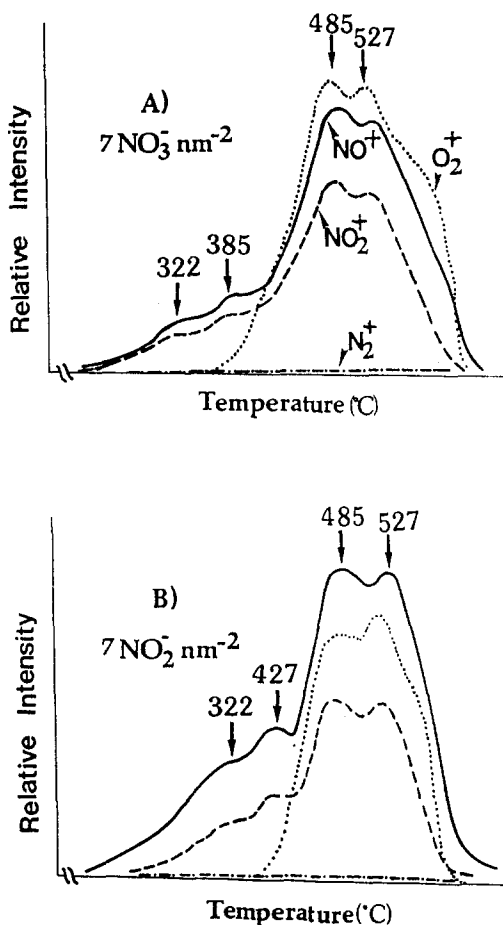 485
527
A)
7 NO₃⁻ nm⁻²
NO⁺
O₂⁺
NO₂⁺
322
385
N₂⁺
Relative Intensity
Temperature (°C)
485
527
B)
7 NO₂⁻ nm⁻²
322
427
Relative Intensity
Temperature (°C)